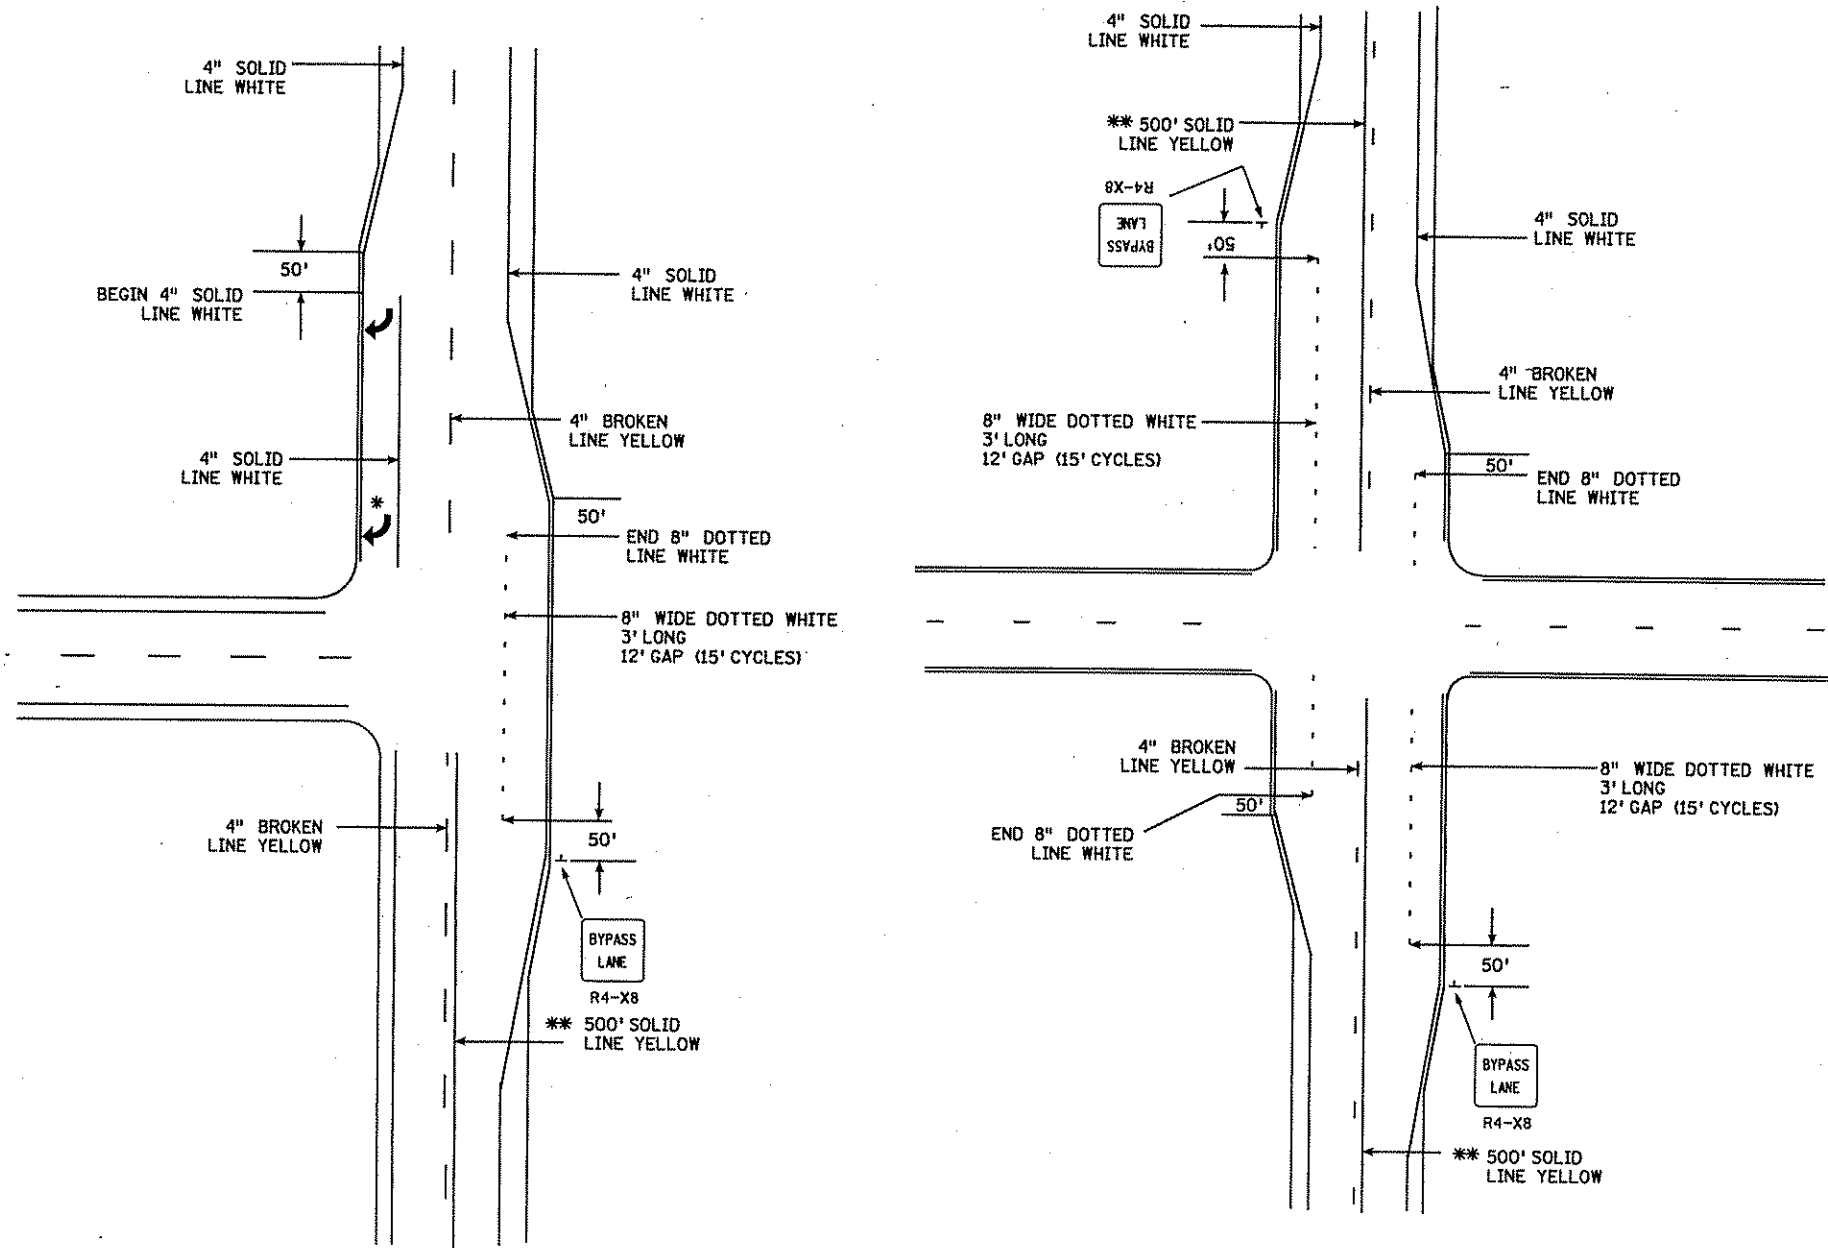 4" SOLID
LINE WHITE
50'
BEGIN 4" SOLID
LINE WHITE
4" SOLID
LINE WHITE
4" BROKEN
LINE YELLOW
4" SOLID
LINE WHITE
*
50'
END 8" DOTTED
LINE WHITE
8" WIDE DOTTED WHITE
3' LONG
12' GAP (15' CYCLES)
4" BROKEN
LINE YELLOW
50'
BYPASS
LANE
R4-X8
** 500' SOLID
LINE YELLOW
4" SOLID
LINE WHITE
** 500' SOLID
LINE YELLOW
R4-X8
BYPASS
LANE
50'
4" SOLID
LINE WHITE
4" BROKEN
LINE YELLOW
8" WIDE DOTTED WHITE
3' LONG
12' GAP (15' CYCLES)
50'
END 8" DOTTED
LINE WHITE
4" BROKEN
LINE YELLOW
50'
END 8" DOTTED
LINE WHITE
8" WIDE DOTTED WHITE
3' LONG
12' GAP (15' CYCLES)
50'
BYPASS
LANE
R4-X8
** 500' SOLID
LINE YELLOW